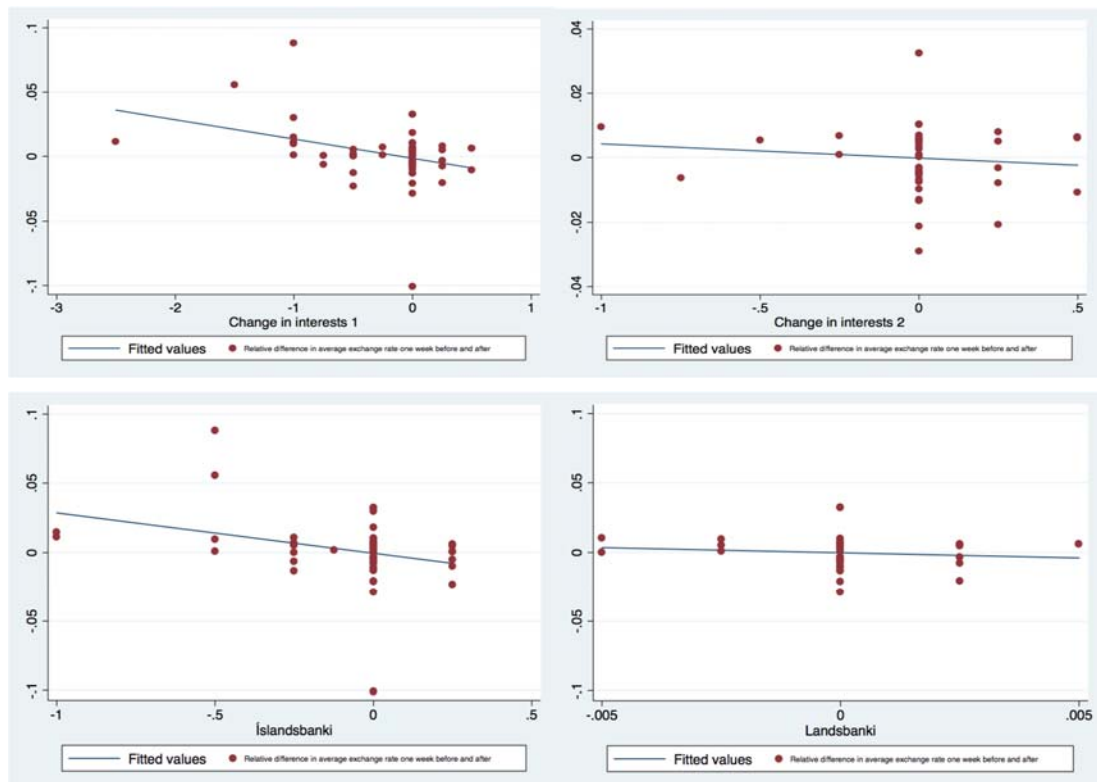 .1
.05
0
-.05
-.1
-3 -2 -1 0 1
Change in interests 1
Fitted values Relative difference in average exchange rate one week before and after
.04
.02
0
-.02
-.04
-1 -.5 0 .5
Change in interests 2
Fitted values Relative difference in average exchange rate one week before and after
.1
.05
0
-.05
-.1
-1 -.5 0 .5
Íslandsbanki
Fitted values Relative difference in average exchange rate one week before and after
.1
.05
0
-.05
-.1
-.005 0 .005
Landsbanki
Fitted values Relative difference in average exchange rate one week before and after